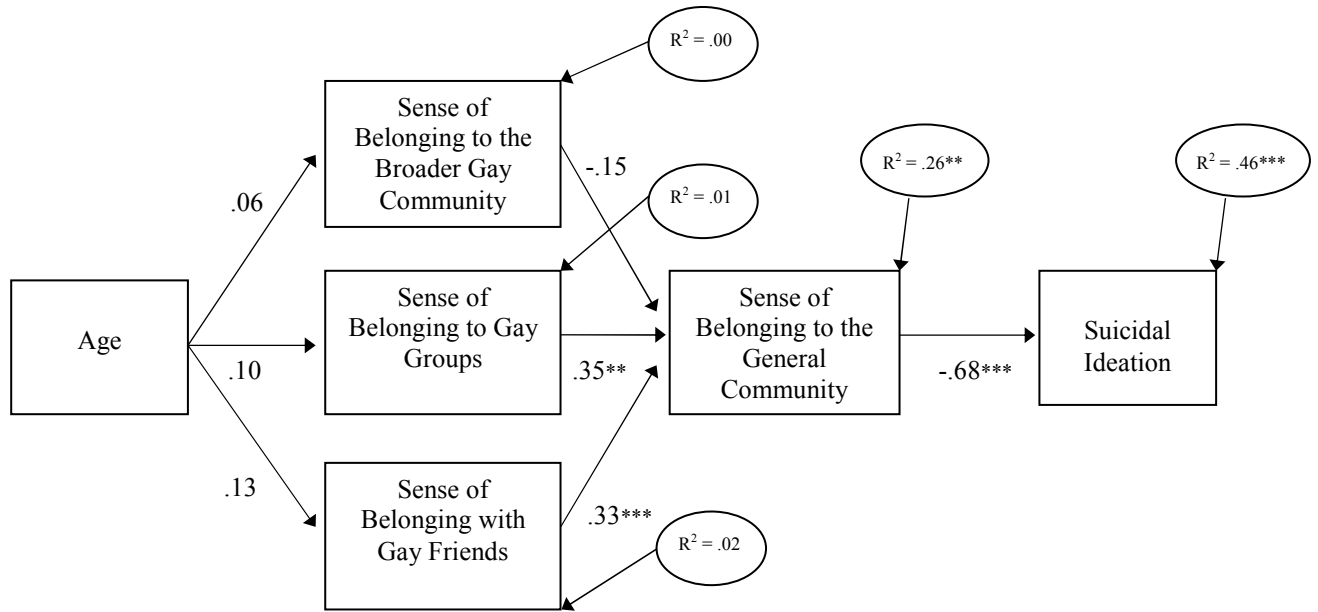 R² = .00
Sense of
Belonging to the
Broader Gay
Community
-.15
R² = .26**
R² = .46***
.06
R² = .01
Age
Sense of
Belonging to Gay
Groups
Sense of
Belonging to the
General
Community
Suicidal
Ideation
.10
.35**
-.68***
.13
Sense of
Belonging with
Gay Friends
.33***
R² = .02